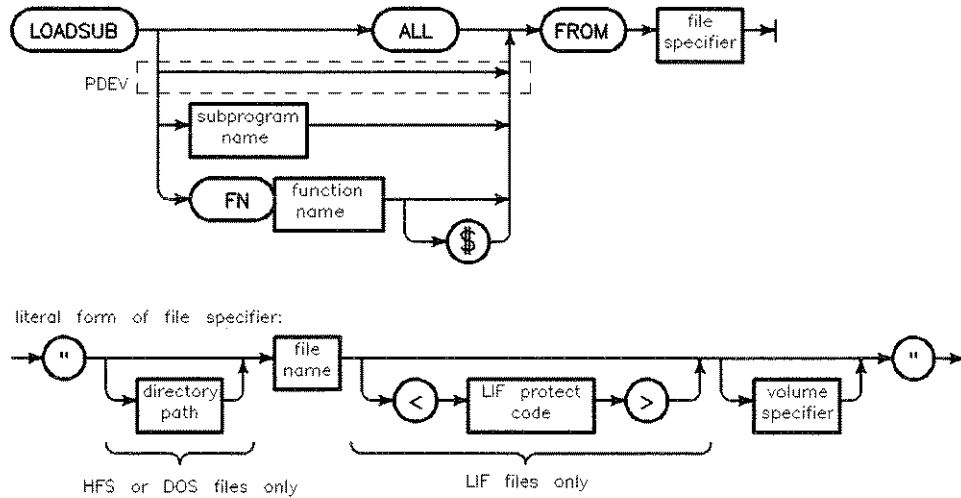 LOADSUB ALL FROM file specifier
PDEV
subprogram name
FN function name
$
literal form of file specifier:
" directory path file name < LIF protect code > volume specifier "
HFS or DOS files only LIF files only